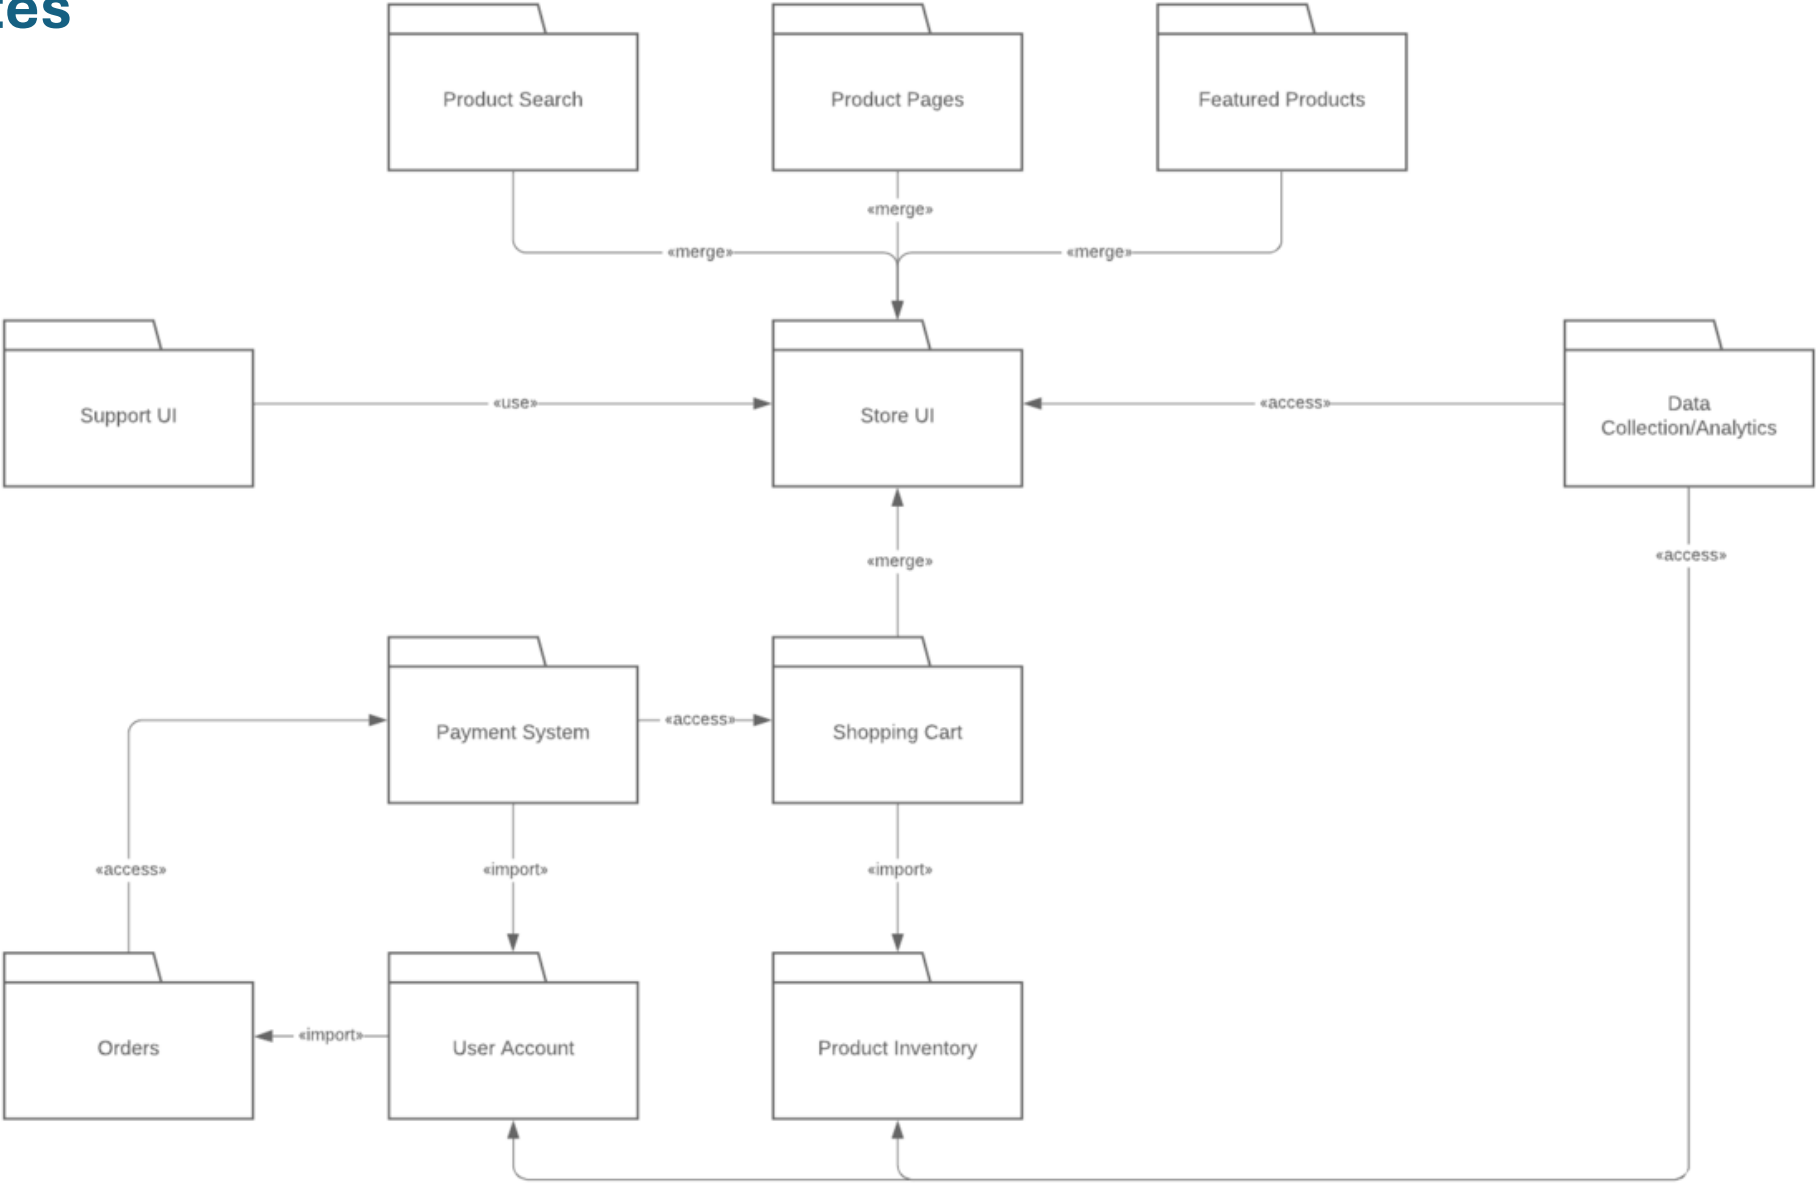 Product Search
Product Pages
Featured Products
«merge»
«merge»
«merge»
Support UI
«use»
Store UI
«access»
Data
Collection/Analytics
«merge»
«access»
Payment System
«access»
Shopping Cart
«access»
«import»
«import»
Orders
«import»
User Account
Product Inventory